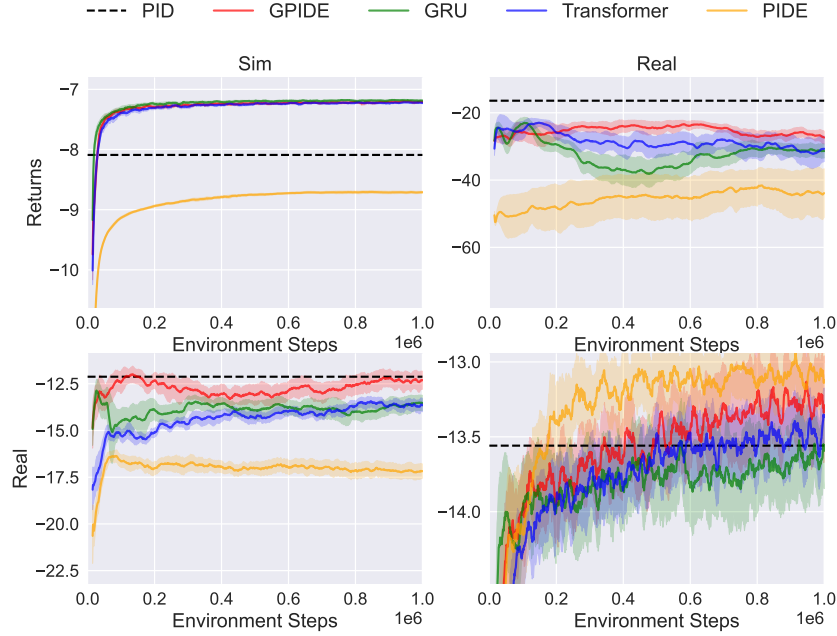 PID GPIDE GRU Transformer PIDE
Sim Real
Returns
−7
−8
−9
−10
−20
−40
−60
0.0 0.2 0.4 0.6 0.8 1.0
0.0 0.2 0.4 0.6 0.8 1.0
Environment Steps 1e6
Environment Steps 1e6
Real
−12.5
−15.0
−17.5
−20.0
−22.5
−13.0
−13.5
−14.0
0.0 0.2 0.4 0.6 0.8 1.0
0.0 0.2 0.4 0.6 0.8 1.0
Environment Steps 1e6
Environment Steps 1e6